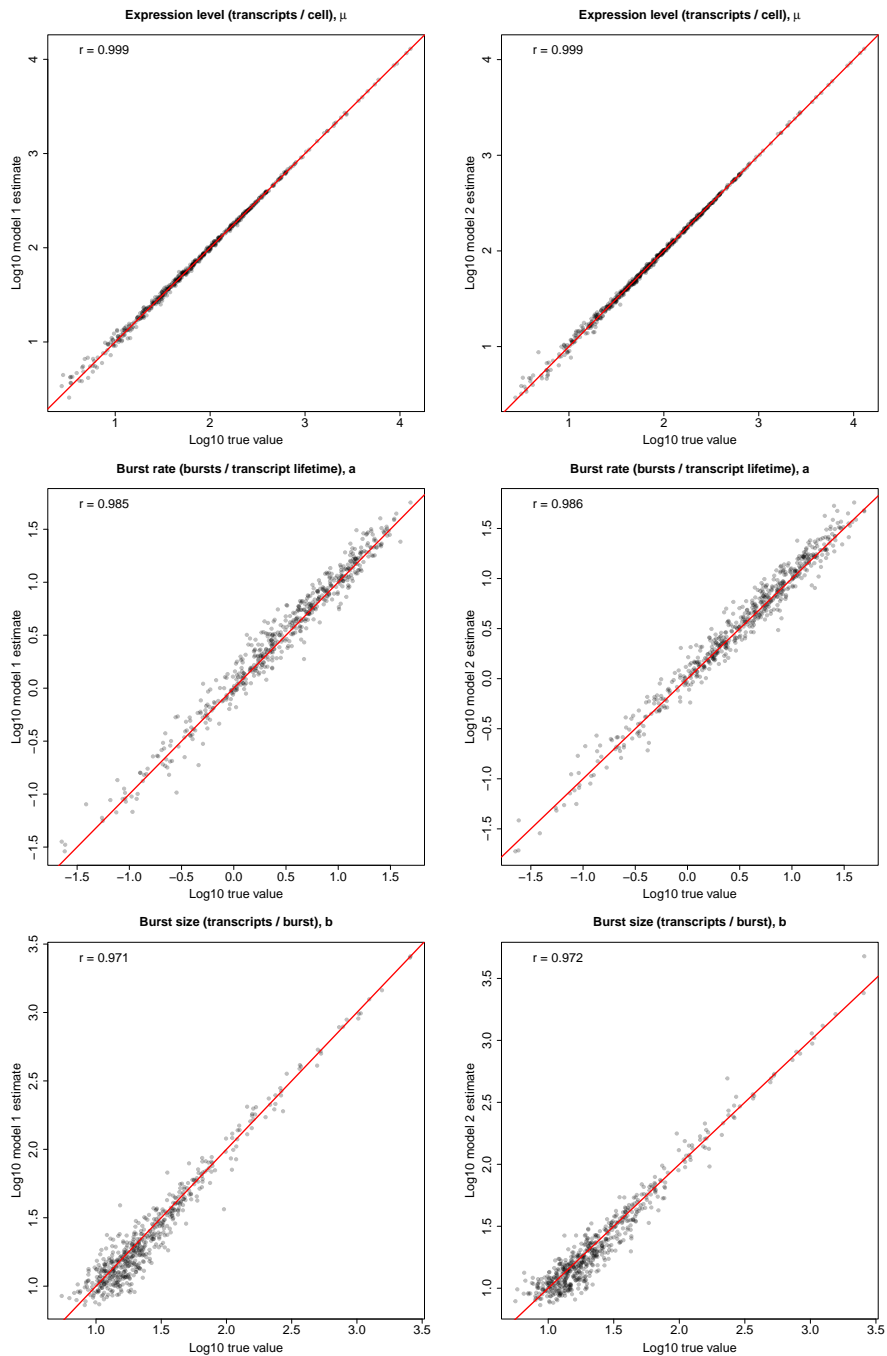 Expression level (transcripts / cell), μ
r = 0.999
Log10 model 1 estimate
4
3
2
1
1 2 3 4
Log10 true value
Expression level (transcripts / cell), μ
r = 0.999
Log10 model 2 estimate
4
3
2
1
1 2 3 4
Log10 true value
Burst rate (bursts / transcript lifetime), a
r = 0.985
Log10 model 1 estimate
1.5
1.0
0.5
0.0
−0.5
−1.0
−1.5
−1.5 −1.0 −0.5 0.0 0.5 1.0 1.5
Log10 true value
Burst rate (bursts / transcript lifetime), a
r = 0.986
Log10 model 2 estimate
1.5
1.0
0.5
0.0
−0.5
−1.0
−1.5
−1.5 −1.0 −0.5 0.0 0.5 1.0 1.5
Log10 true value
Burst size (transcripts / burst), b
r = 0.971
Log10 model 1 estimate
3.5
3.0
2.5
2.0
1.5
1.0
1.0 1.5 2.0 2.5 3.0 3.5
Log10 true value
Burst size (transcripts / burst), b
r = 0.972
Log10 model 2 estimate
3.5
3.0
2.5
2.0
1.5
1.0
1.0 1.5 2.0 2.5 3.0 3.5
Log10 true value